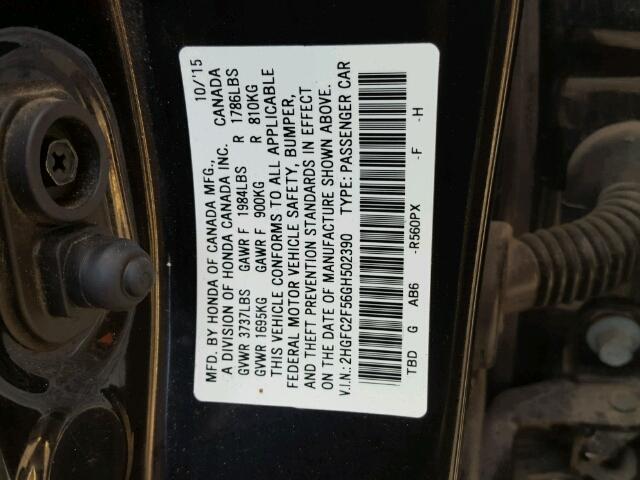 MFD. BY HONDA OF CANADA MFG., 10/15
A DIVISION OF HONDA CANADA INC. CANADA
GVWR 3737LBS GAWR F 1984LBS R 1786LBS
GVWR 1695KG GAWR F 900KG R 810KG
THIS VEHICLE CONFORMS TO ALL APPLICABLE
FEDERAL MOTOR VEHICLE SAFETY, BUMPER,
AND THEFT PREVENTION STANDARDS IN EFFECT
ON THE DATE OF MANUFACTURE SHOWN ABOVE.
V.I.N.: 2HGFC2F56GH502390 TYPE: PASSENGER CAR
TBD G AB6 -R560PX -F -H